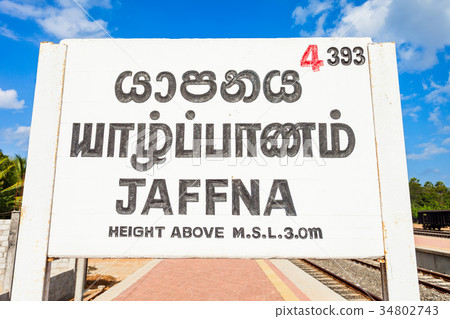 4 393
යාපනය
யாழ்ப்பாணம்
JAFFNA
HEIGHT ABOVE M.S.L.3.0m
34802743